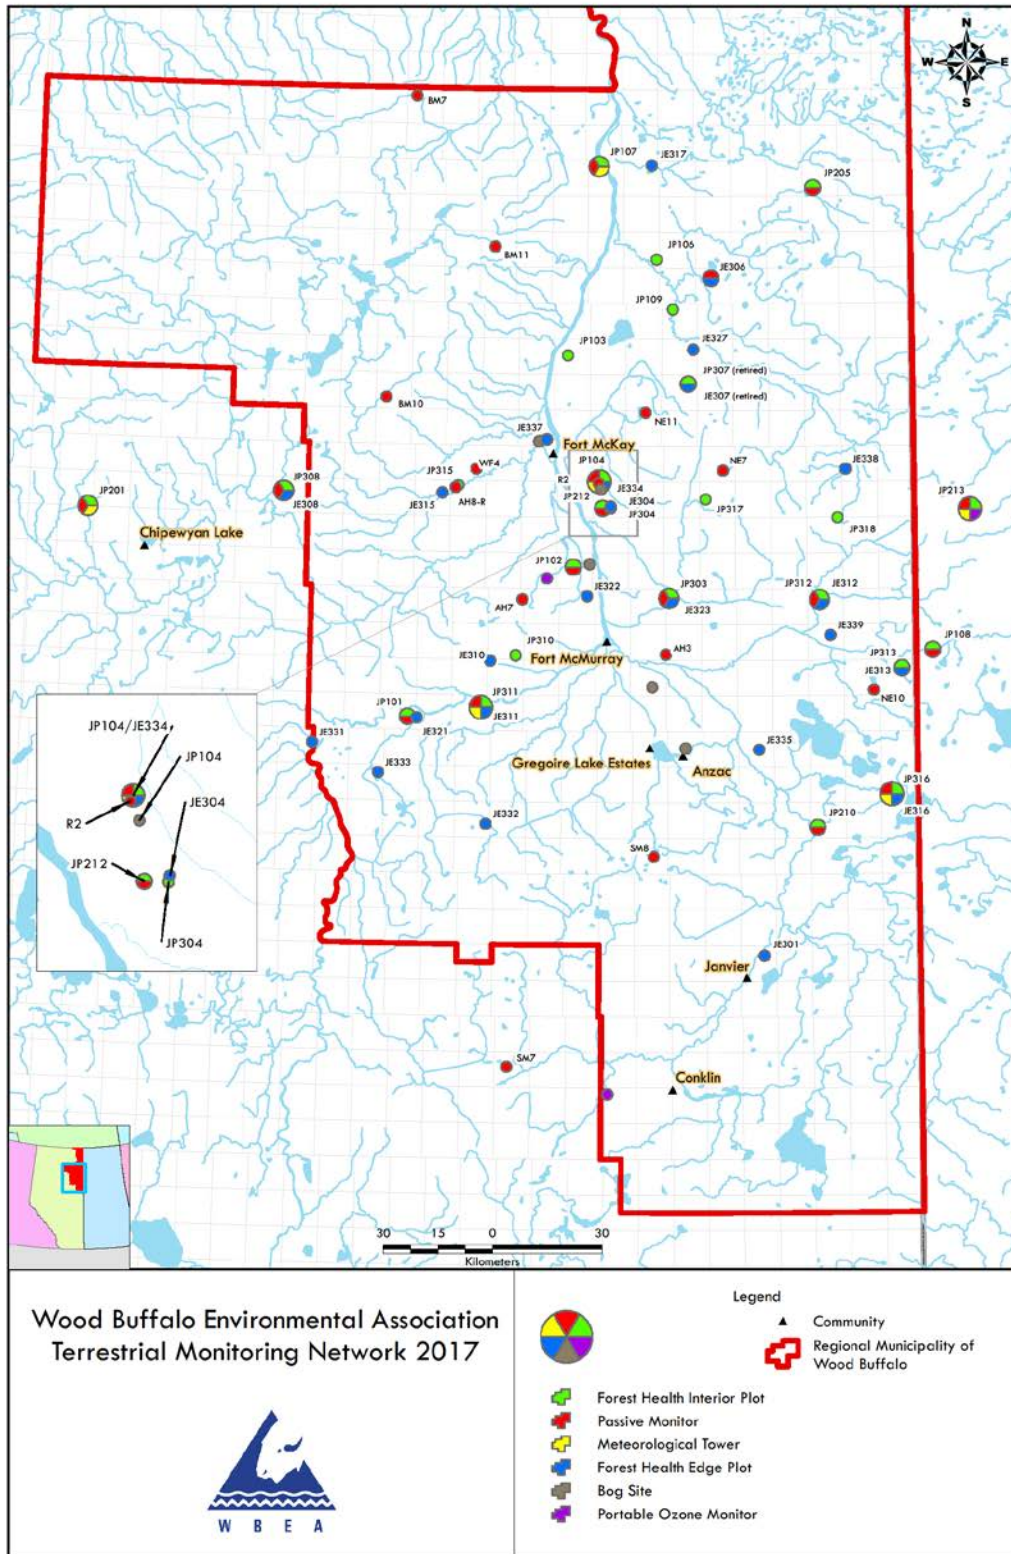 N
W E
S
BM7
JP107
JE317
JP205
BM11
JP106
JE306
JP109
JP103
JE327
JP307 (retired)
JE307 (retired)
BM10
NE11
JE337
Fort McKay
JP315
WF4
JP104
NE7
JE338
JP308
R2
JE334
JP201
JP213
JE315
AH8-R
JP212
JE304
JE308
JP304
JP317
JP318
Chipewyan Lake
JP102
JE322
JP303
JP312
JE312
AH7
JE323
JE339
JP310
JP108
JE310
Fort McMurray
AH3
JP313
JE313
JP311
NE10
JP101
JE311
JE321
JE331
JE335
Gregoire Lake Estates
Anzac
JE333
JP316
JE316
JE332
JP210
SM8
JP104/JE334
JP104
JE304
R2
JP212
JP304
JE301
Janvier
SM7
Conklin
30 15 0 30
Kilometers
Wood Buffalo Environmental Association
Terrestrial Monitoring Network 2017
W B E A
Legend
Community
Regional Municipality of
Wood Buffalo
Forest Health Interior Plot
Passive Monitor
Meteorological Tower
Forest Health Edge Plot
Bog Site
Portable Ozone Monitor